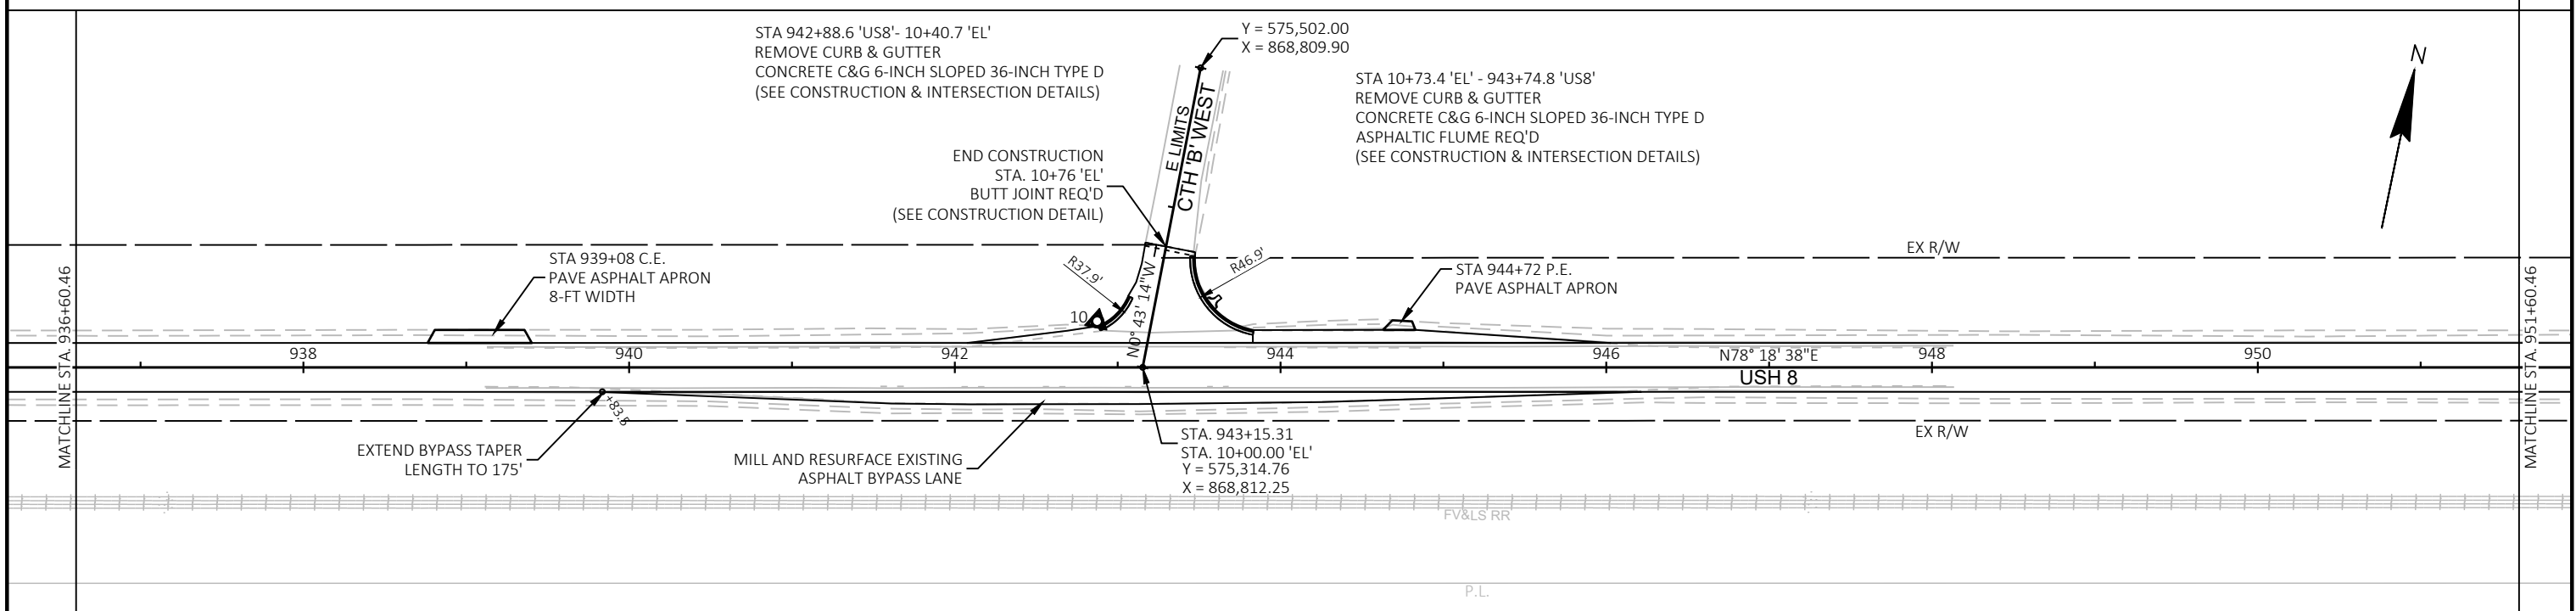 STA 942+88.6 'US8'- 10+40.7 'EL'
REMOVE CURB & GUTTER
CONCRETE C&G 6-INCH SLOPED 36-INCH TYPE D
(SEE CONSTRUCTION & INTERSECTION DETAILS)
Y = 575,502.00
X = 868,809.90
STA 10+73.4 'EL' - 943+74.8 'US8'
REMOVE CURB & GUTTER
CONCRETE C&G 6-INCH SLOPED 36-INCH TYPE D
ASPHALTIC FLUME REQ'D
(SEE CONSTRUCTION & INTERSECTION DETAILS)
N
E LIMITS
CTH 'B' WEST
END CONSTRUCTION
STA. 10+76 'EL'
BUTT JOINT REQ'D
(SEE CONSTRUCTION DETAIL)
EX R/W
STA 939+08 C.E.
PAVE ASPHALT APRON
8-FT WIDTH
R37.9'
R46.9'
STA 944+72 P.E.
PAVE ASPHALT APRON
MATCHLINE STA. 936+60.46
MATCHLINE STA. 951+60.46
10
N0° 43' 14"W
938
940
942
944
946
N78° 18' 38"E
948
950
USH 8
+83.5
EX R/W
EXTEND BYPASS TAPER
LENGTH TO 175'
MILL AND RESURFACE EXISTING
ASPHALT BYPASS LANE
STA. 943+15.31
STA. 10+00.00 'EL'
Y = 575,314.76
X = 868,812.25
FV&LS RR
P.L.